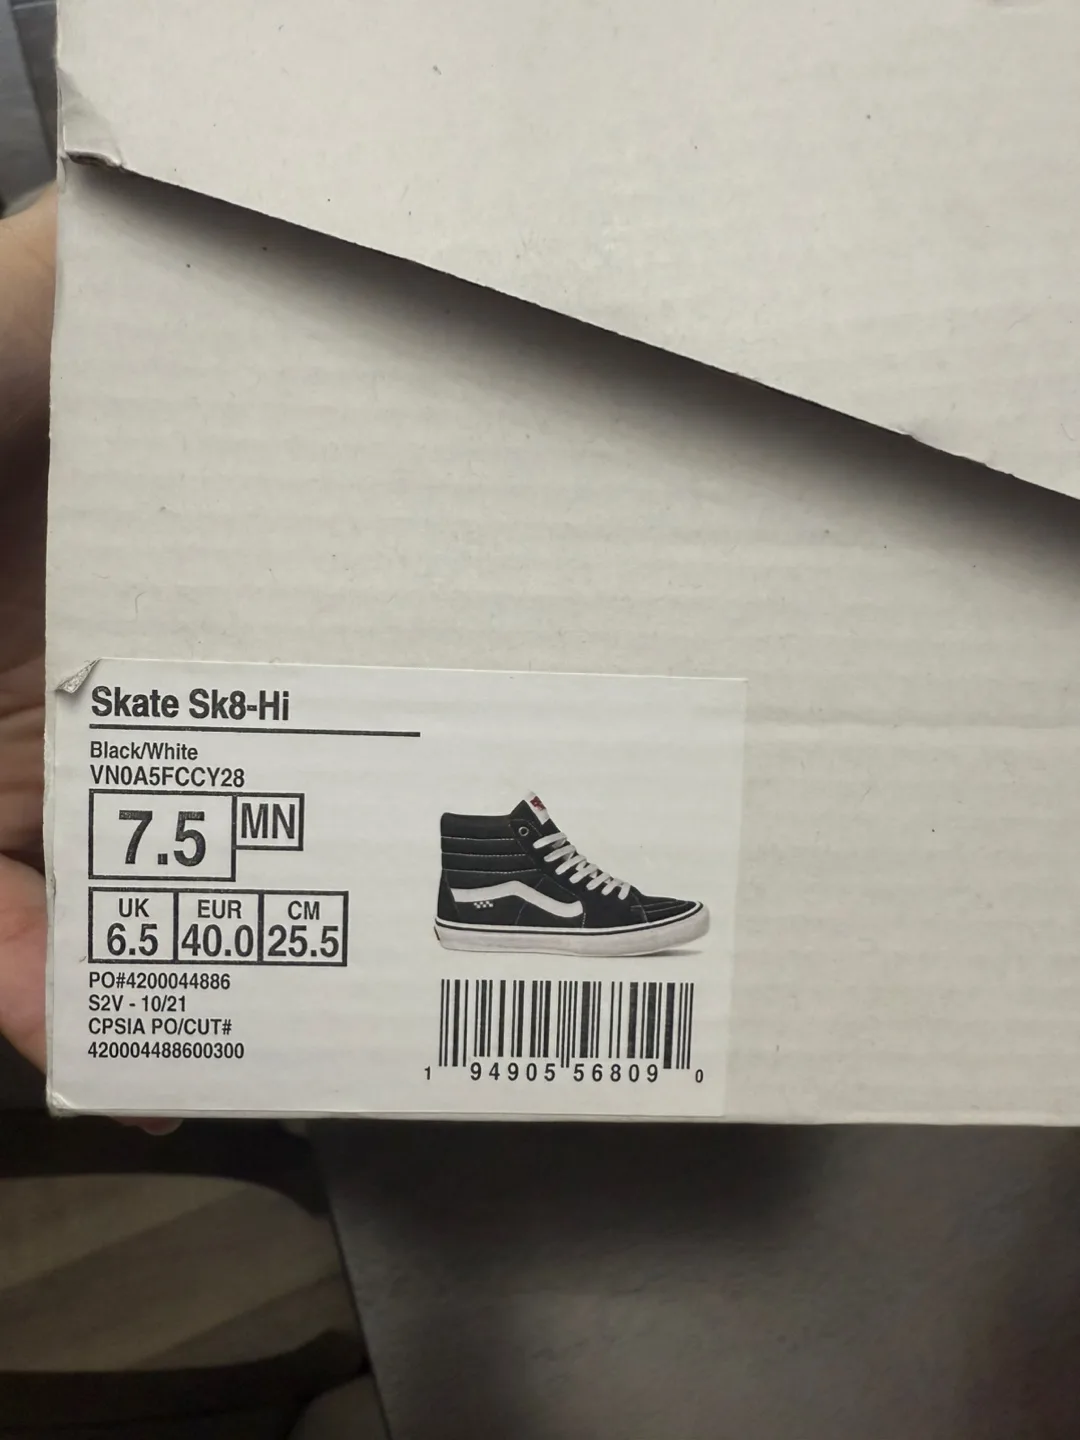 Skate Sk8-Hi
Black/White
VN0A5FCCY28
7.5 MN
UK EUR CM
6.5 40.0 25.5
PO#4200044886
S2V - 10/21
CPSIA PO/CUT#
420004488600300
1 94905 56809 0